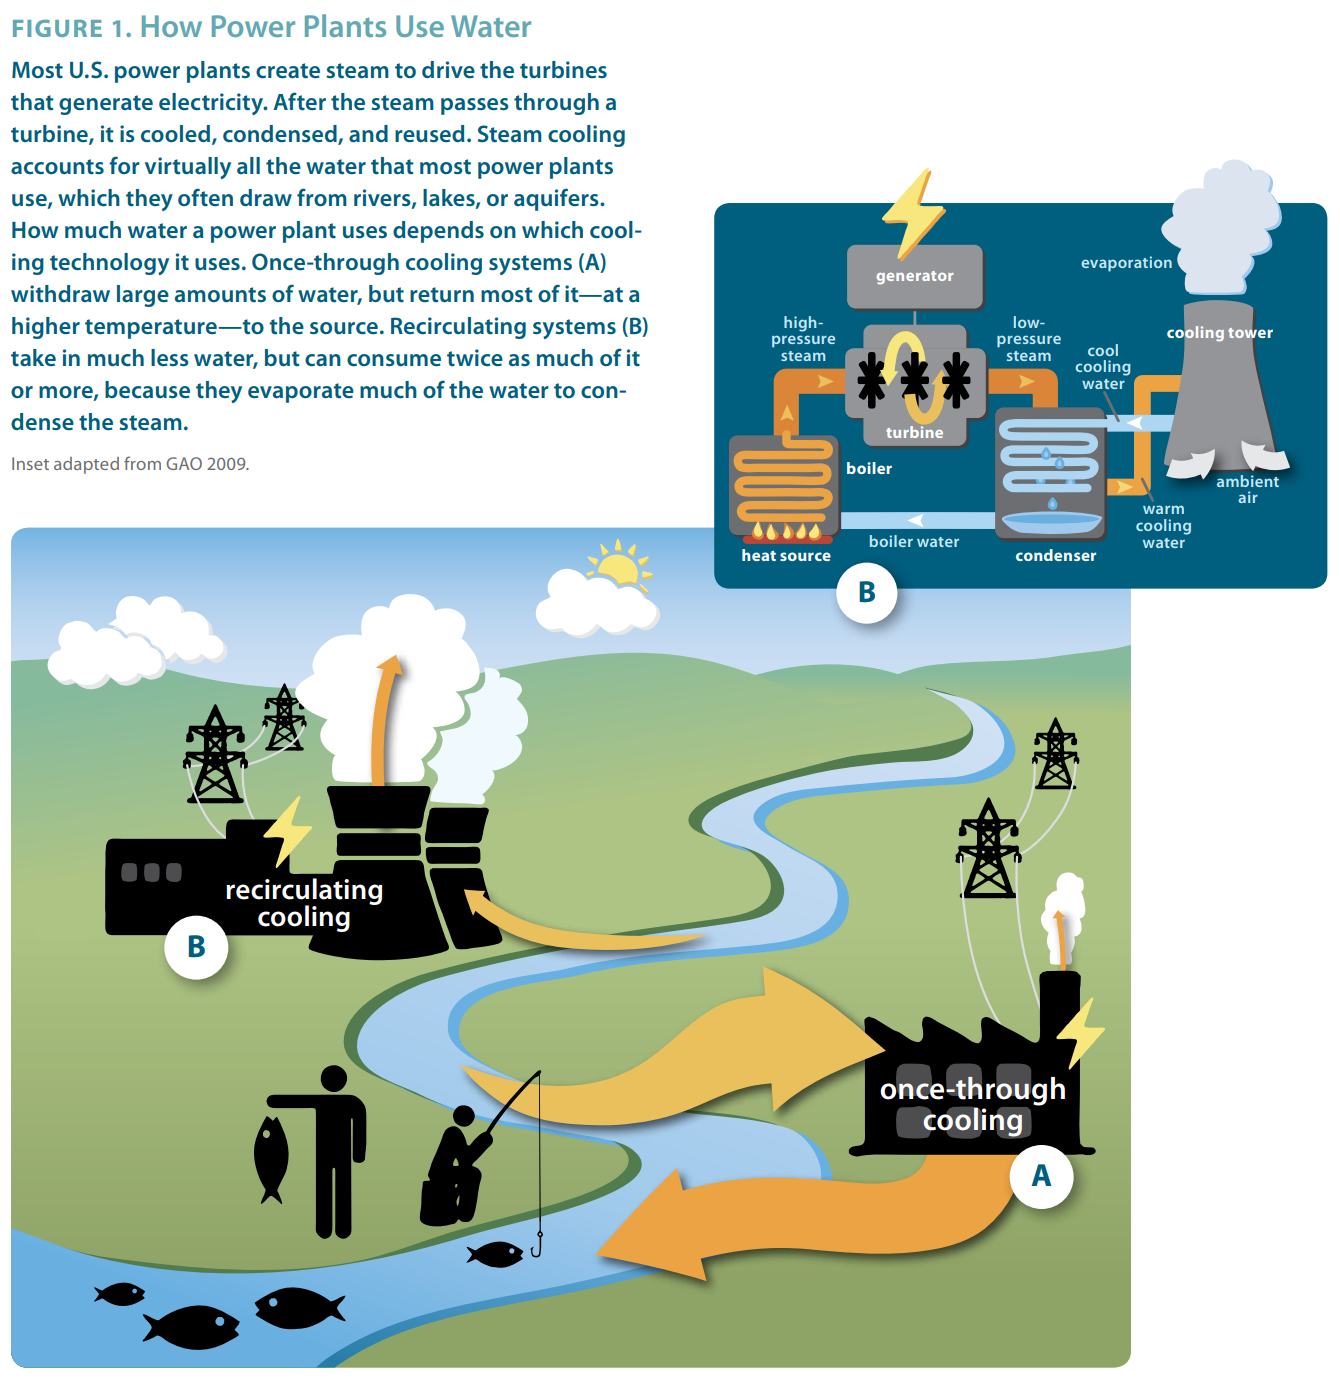 FIGURE 1. How Power Plants Use Water
Most U.S. power plants create steam to drive the turbines
that generate electricity. After the steam passes through a
turbine, it is cooled, condensed, and reused. Steam cooling
accounts for virtually all the water that most power plants
use, which they often draw from rivers, lakes, or aquifers.
How much water a power plant uses depends on which cool-
ing technology it uses. Once-through cooling systems (A)
withdraw large amounts of water, but return most of it—at a
higher temperature—to the source. Recirculating systems (B)
take in much less water, but can consume twice as much of it
or more, because they evaporate much of the water to con-
dense the steam.
Inset adapted from GAO 2009.
evaporation
generator
cooling tower
high-
pressure
steam
low-
pressure
steam
cool
cooling
water
turbine
boiler
ambient
air
warm
cooling
water
boiler water
heat source
condenser
B
recirculating
cooling
B
once-through
cooling
A